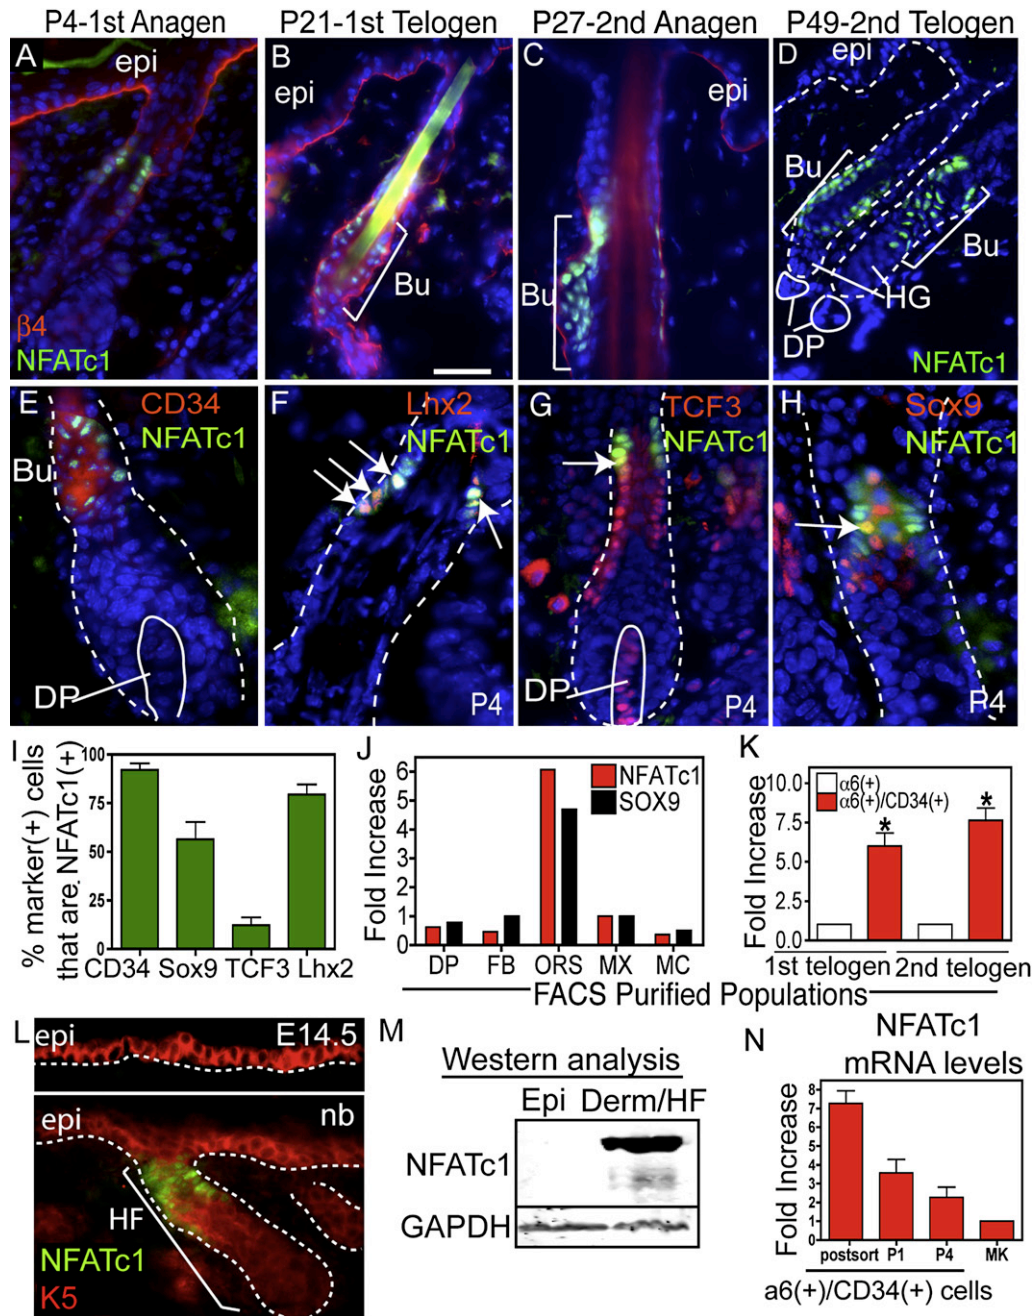 P4-1st Anagen P21-1st Telogen P27-2nd Anagen P49-2nd Telogen
A
epi
β4
NFATc1
B
epi
Bu
C
epi
Bu
D
epi
Bu
Bu
HG
DP
NFATc1
E
CD34
NFATc1
Bu
DP
F
Lhx2
NFATc1
P4
G
TCF3
NFATc1
DP
P4
H
Sox9
NFATc1
P4
I
% marker(+) cells
that are. NFATc1(+)
100
75
50
25
0
CD34 Sox9 TCF3 Lhx2
J
Fold Increase
6
5
4
3
2
1
0
NFATc1
SOX9
DP FB ORS MX MC
K
Fold Increase
10.0
7.5
5.0
2.5
0.0
α6(+)
α6(+)/CD34(+)
*
*
1st telogen 2nd telogen
FACS Purified Populations
L
epi
E14.5
epi
nb
HF
NFATc1
K5
M
Western analysis
Epi Derm/HF
NFATc1
GAPDH
N
NFATc1
mRNA levels
Fold Increase
8
7
6
5
4
3
2
1
0
postsort P1 P4 MK
a6(+)/CD34(+) cells